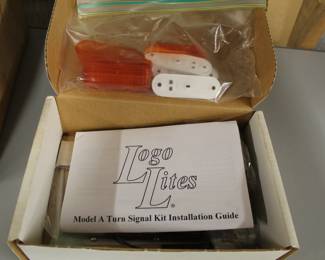 Logo
Lites®
Model A Turn Signal Kit Installation Guide